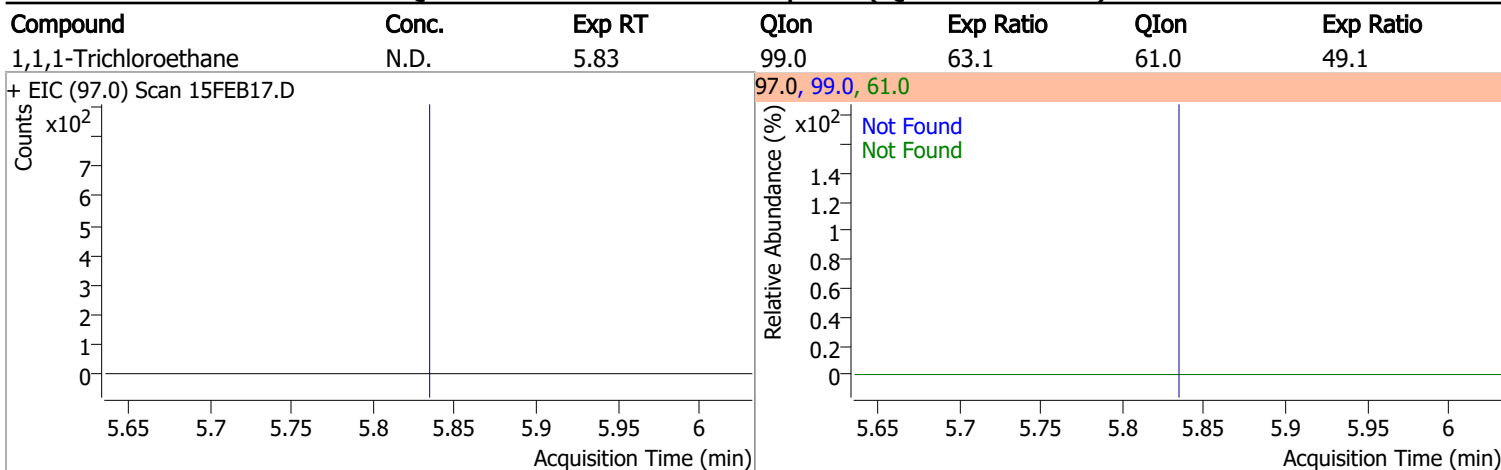 Compound Conc. Exp RT QIon Exp Ratio QIon Exp Ratio
1,1,1-Trichloroethane N.D. 5.83 99.0 63.1 61.0 49.1
+ EIC (97.0) Scan 15FEB17.D
Counts
x10²
7
6
5
4
3
2
1
0
5.65 5.7 5.75 5.8 5.85 5.9 5.95 6
Acquisition Time (min)
97.0, 99.0, 61.0
Relative Abundance (%)
x10²
Not Found
Not Found
1.4
1.2
1
0.8
0.6
0.4
0.2
0
5.65 5.7 5.75 5.8 5.85 5.9 5.95 6
Acquisition Time (min)